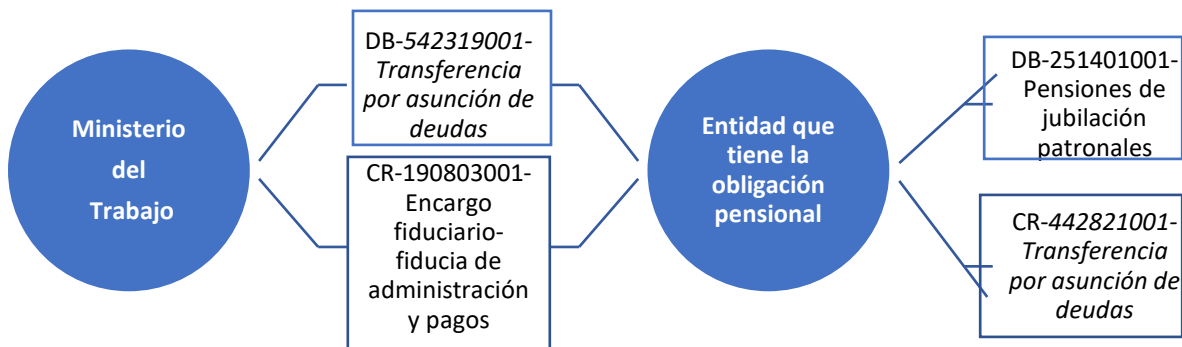 Ministerio
del
Trabajo
DB-542319001-
Transferencia
por asunción de
deudas
CR-190803001-
Encargo
fiduciario-
fiducia de
administración
y pagos
Entidad que
tiene la
obligación
pensional
DB-251401001-
Pensiones de
jubilación
patronales
CR-442821001-
Transferencia
por asunción de
deudas